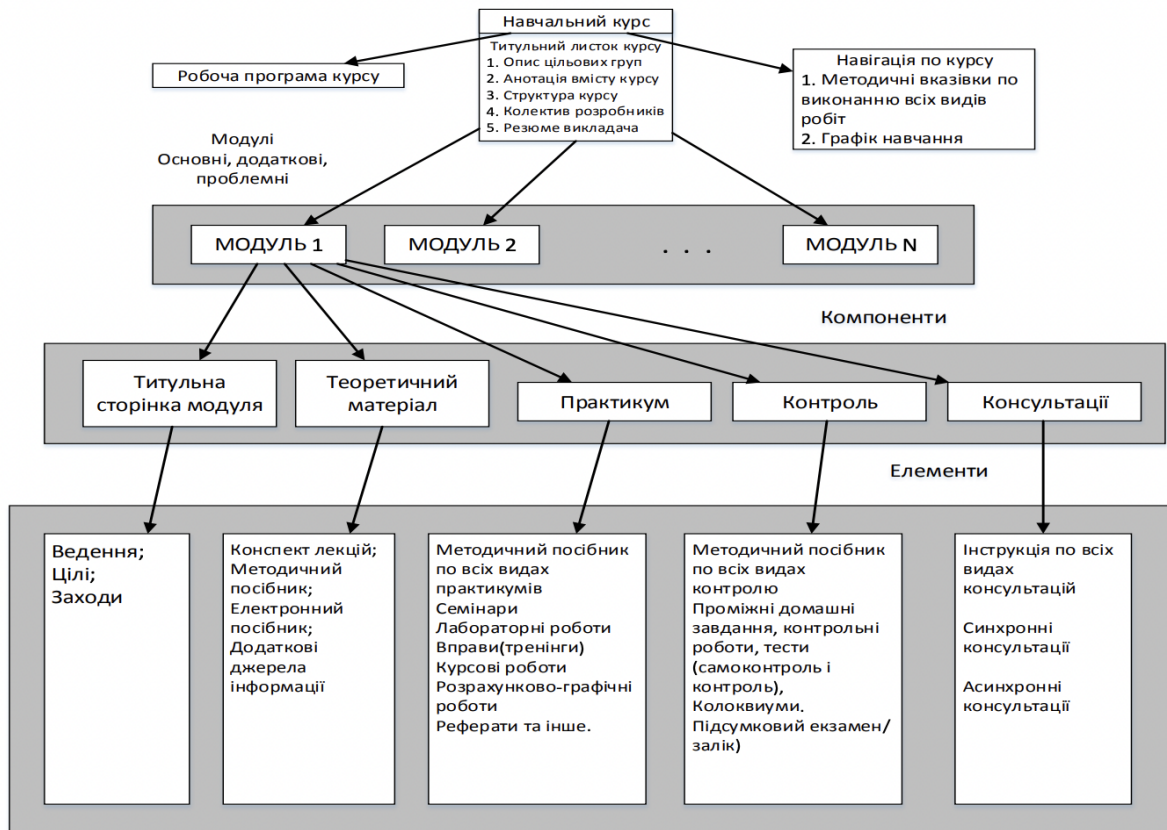 Навчальний курс
Титульний листок курсу
1. Опис цільових груп
2. Анотація вмісту курсу
3. Структура курсу
4. Колектив розробників
5. Резюме викладача
Робоча програма курсу
Навігація по курсу
1. Методичні вказівки по
виконанню всіх видів
робіт
2. Графік навчання
Модулі
Основні, додаткові,
проблемні
МОДУЛЬ 1
МОДУЛЬ 2
. . .
МОДУЛЬ N
Компоненти
Титульна
сторінка модуля
Теоретичний
матеріал
Практикум
Контроль
Консультації
Елементи
Ведення;
Цілі;
Заходи
Конспект лекцій;
Методичний
посібник;
Електронний
посібник;
Додаткові
джерела
інформації
Методичний посібник
по всіх видах
практикумів
Семінари
Лабораторні роботи
Вправи(тренінги)
Курсові роботи
Розрахунково-графічні
роботи
Реферати та інше.
Методичний посібник
по всіх видах
контролю
Проміжні домашні
завдання, контрольні
роботи, тести
(самоконтроль і
контроль),
Колоквиуми.
Підсумковий екзамен/
залік)
Інструкція по всіх
видах
консультацій
Синхронні
консультації
Асинхронні
консультації